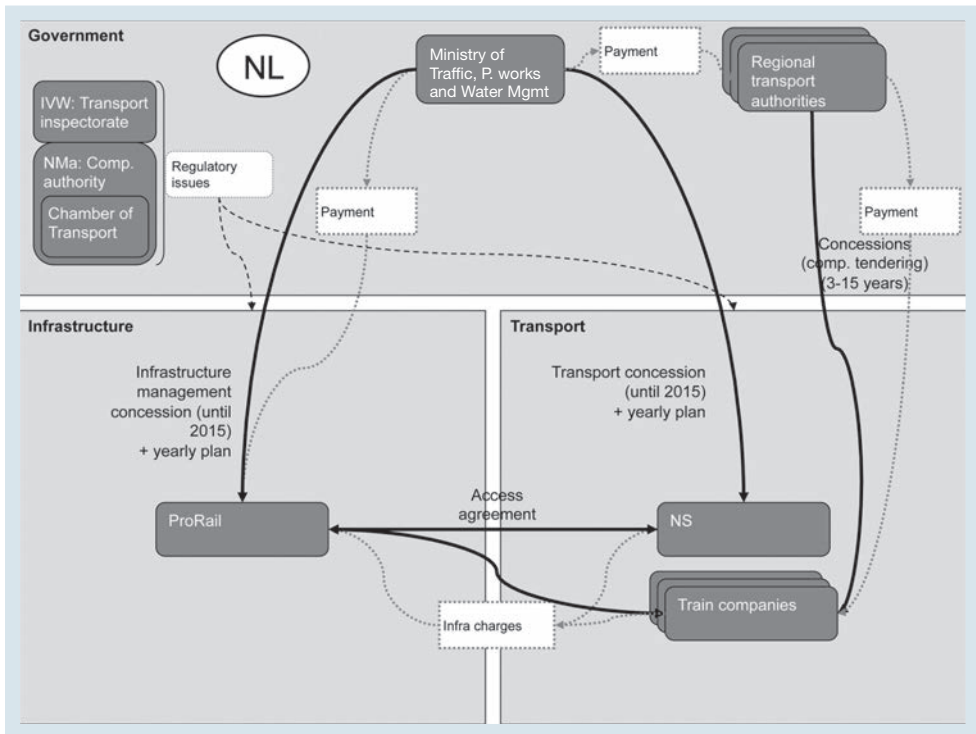 Government
NL
Ministry of
Traffic, P. works
and Water Mgmt
Payment
Regional
transport
authorities
IVW: Transport
inspectorate
NMa: Comp.
authority
Chamber of
Transport
Regulatory
issues
Payment
Payment
Concessions
(comp. tendering)
(3-15 years)
Infrastructure
Transport
Infrastructure
management
concession (until
2015)
+ yearly plan
Transport concession
(until 2015)
+ yearly plan
ProRail
Access
agreement
NS
Train companies
Infra charges